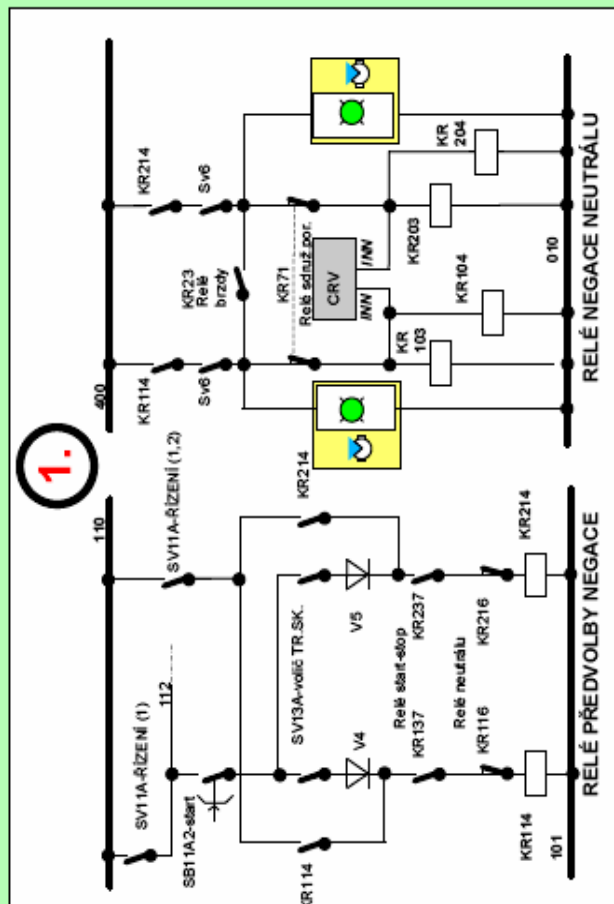 1.
110
SV11A-ŘÍZENÍ (1)
112
SV11A-ŘÍZENÍ (1,2)
SB11A2-start
KR114
SV13A-volič TR.SK.
KR214
V4
V5
Relé start-stop
KR137
KR237
Relé neutrálu
KR116
KR216
KR114
KR214
101
RELÉ PŘEDVOLBY NEGACE
400
KR114
KR214
Sv6
Sv6
KR23
Relé
brzdy
KR71
Relé sdruž.por.
CRV
INN
INN
KR
103
KR104
KR203
KR
204
010
RELÉ NEGACE NEUTRÁLU